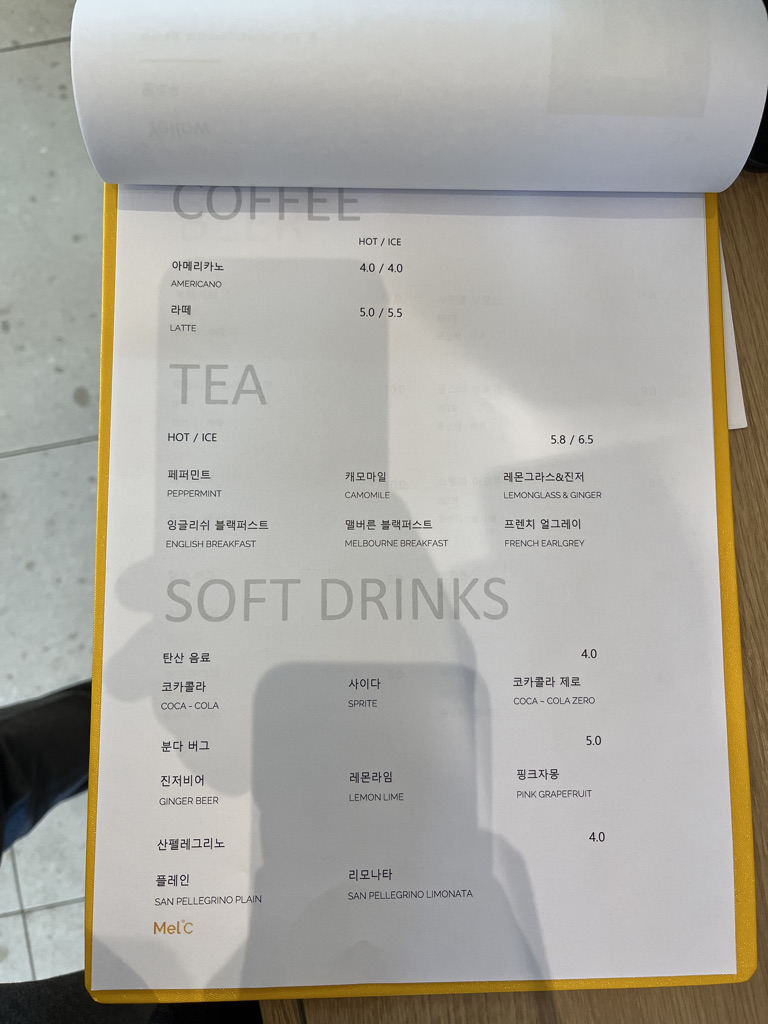 COFFEE
HOT / ICE
아메리카노 4.0 / 4.0
AMERICANO
라떼 5.0 / 5.5
LATTE
TEA
HOT / ICE 5.8 / 6.5
페퍼민트 캐모마일 레몬그라스&진저
PEPPERMINT CAMOMILE LEMONGLASS & GINGER
잉글리쉬 블랙퍼스트 맬버른 블랙퍼스트 프렌치 얼그레이
ENGLISH BREAKFAST MELBOURNE BREAKFAST FRENCH EARLGREY
SOFT DRINKS
탄산 음료 4.0
코카콜라 사이다 코카콜라 제로
COCA - COLA SPRITE COCA – COLA ZERO
분다 버그 5.0
진저비어 레몬라임 핑크자몽
GINGER BEER LEMON LIME PINK GRAPEFRUIT
산펠레그리노 4.0
플레인 리모나타
SAN PELLEGRINO PLAIN SAN PELLEGRINO LIMONATA
Mel°C